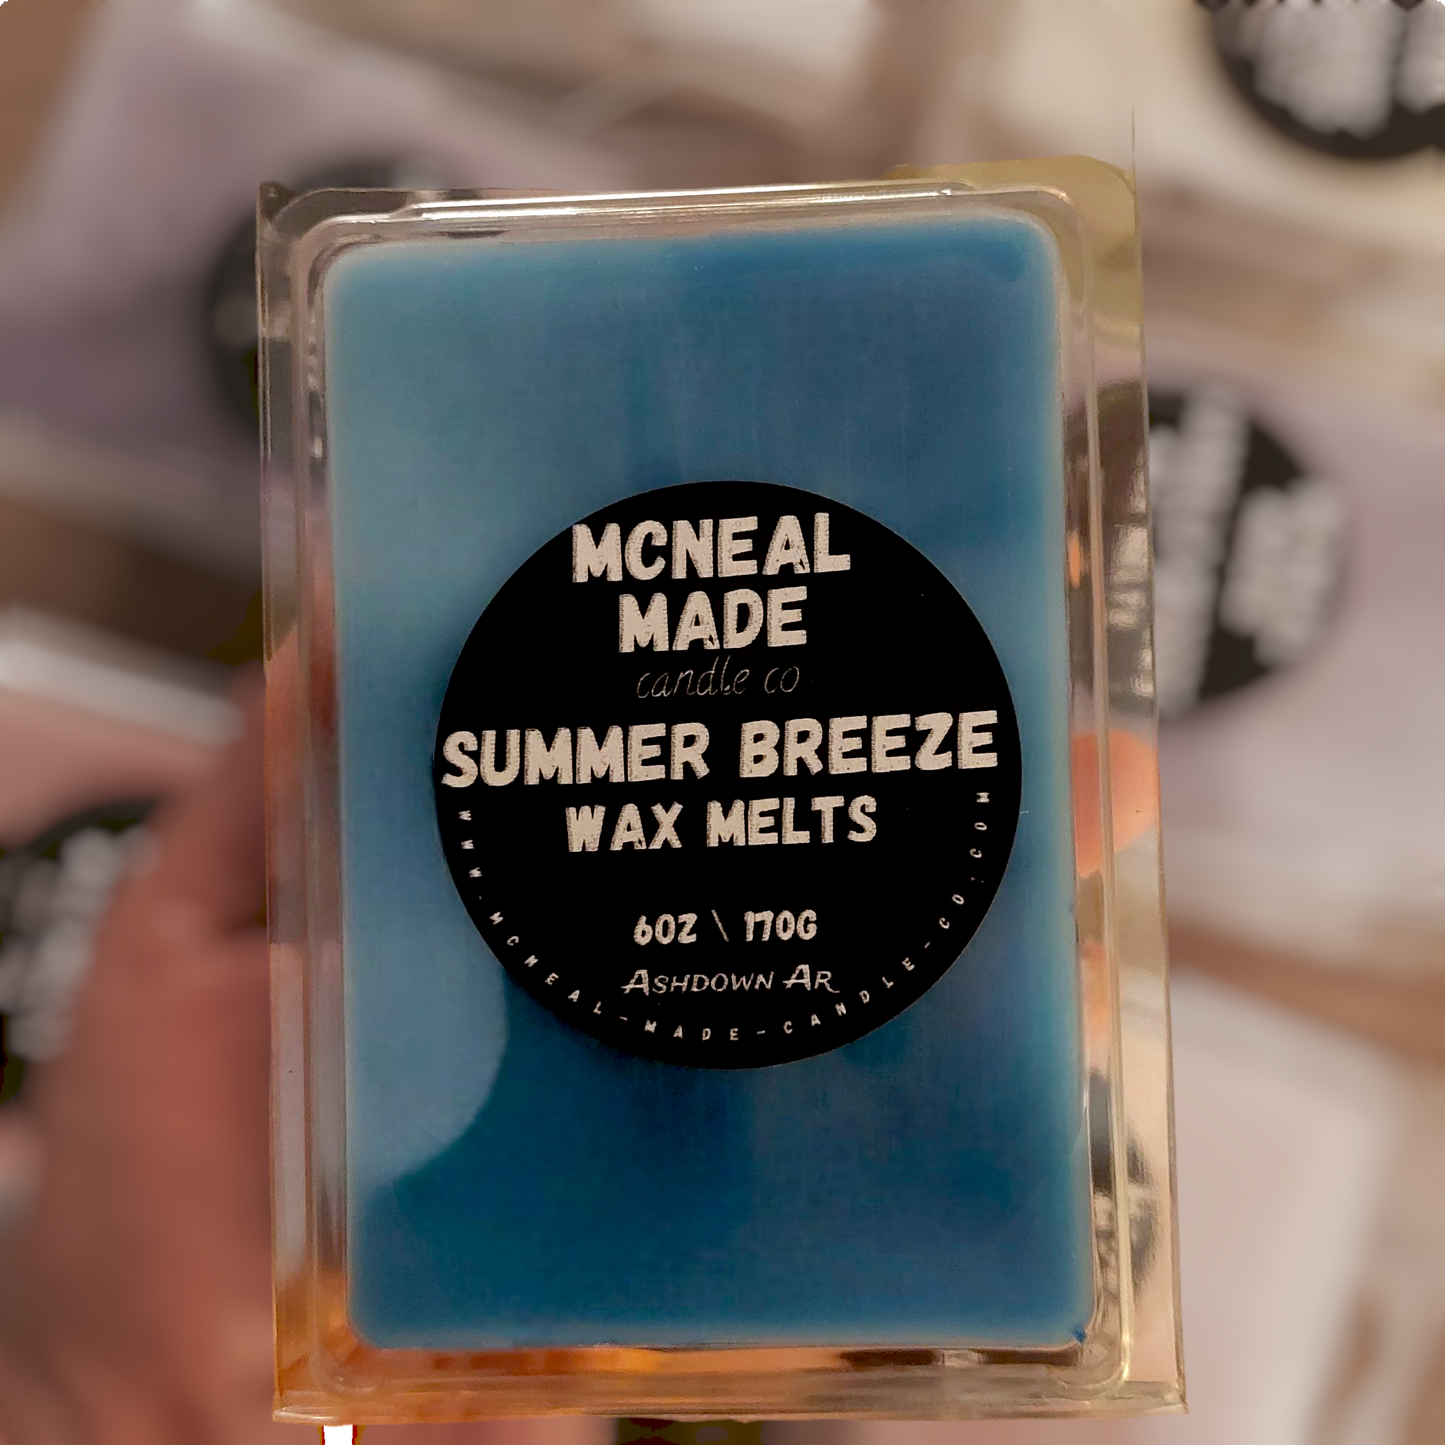 MCNEAL
MADE
candle co
SUMMER BREEZE
WAX MELTS
6OZ \ 170G
ASHDOWN AR
WWW.MCNEAL-MADE-CANDLE-CO.COM